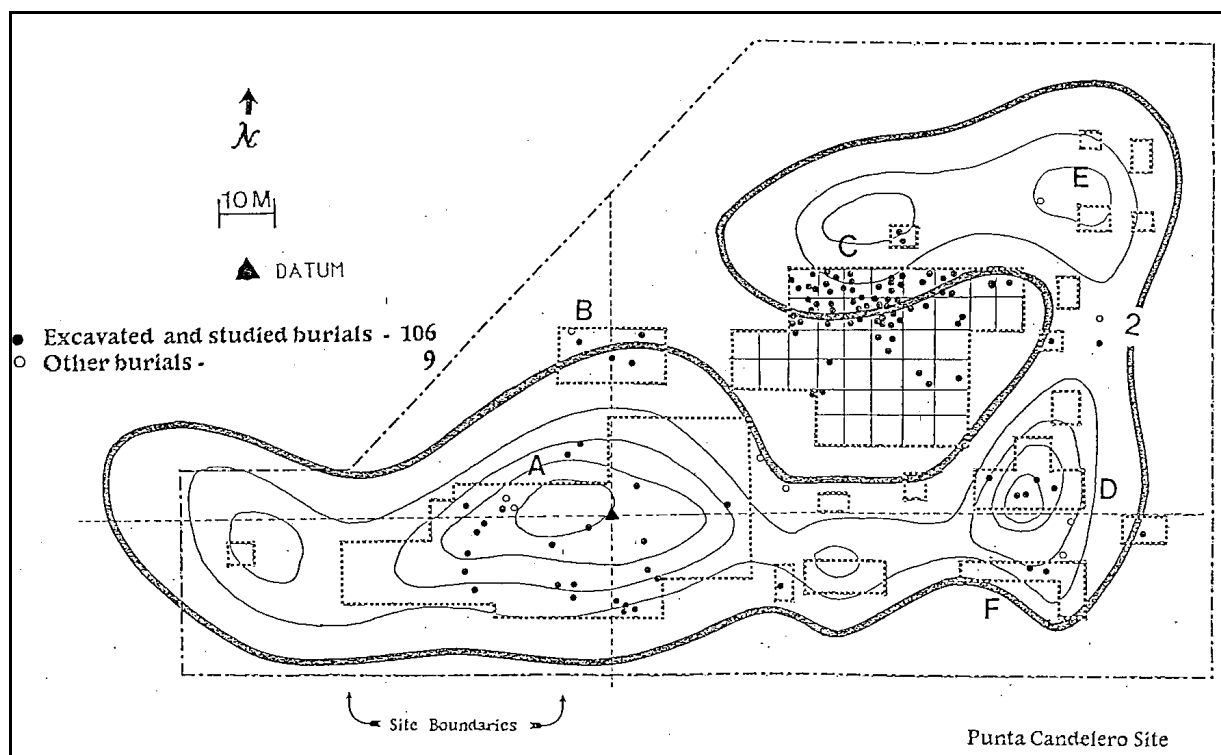 N
10 M
DATUM
Excavated and studied burials - 106
Other burials - 9
A
B
C
D
E
F
2
Site Boundaries
Punta Candelero Site